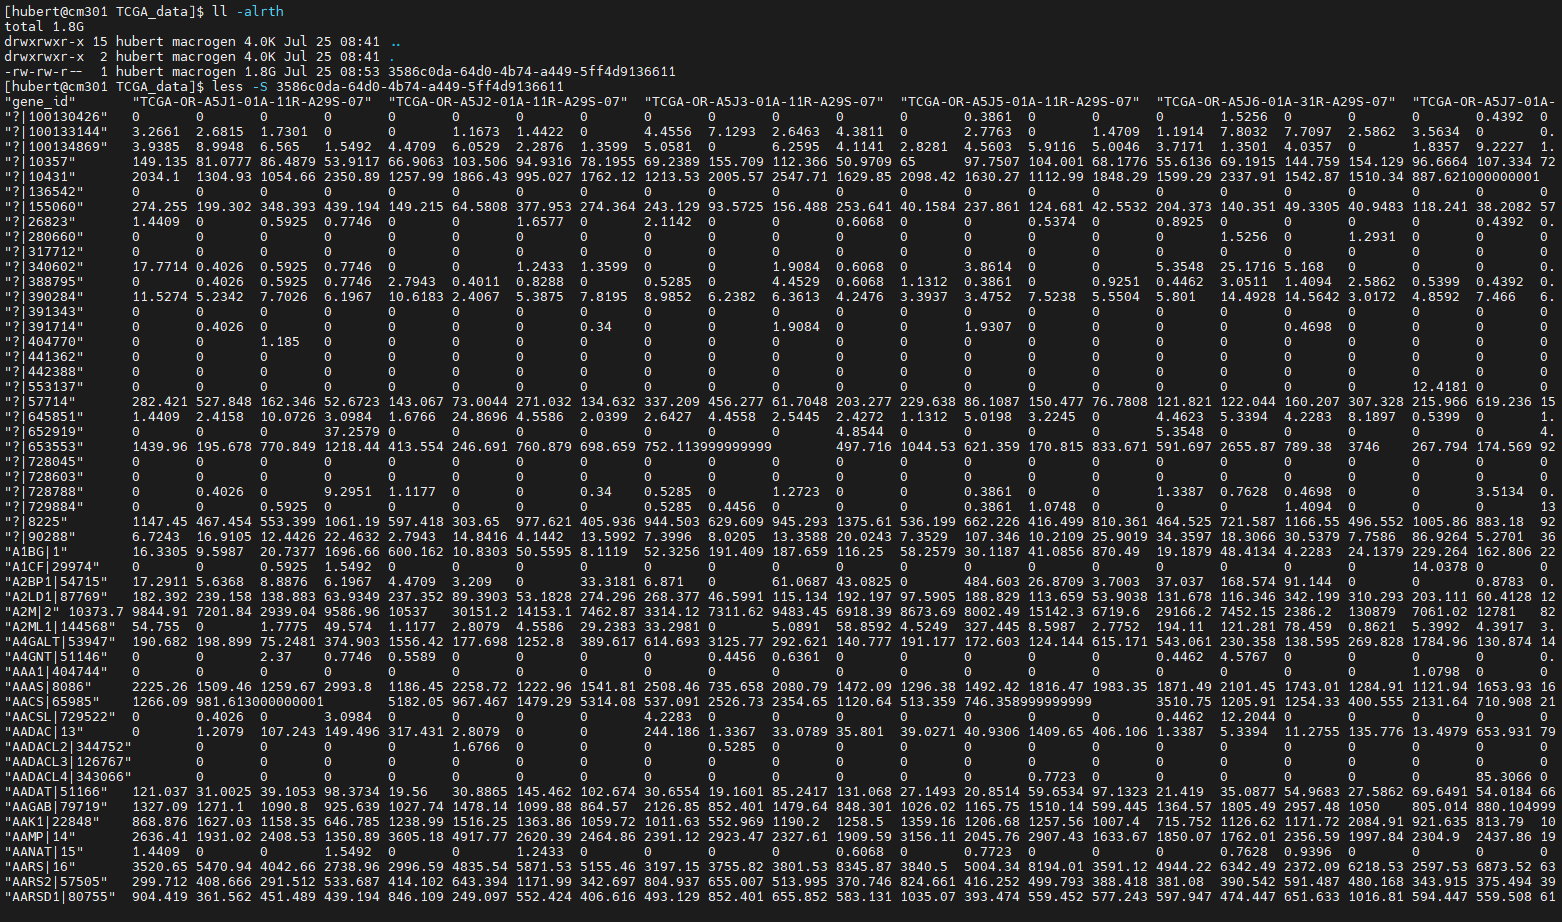 [hubert@cm301 TCGA_data]$ ll -alrth
total 1.8G
drwxrwxr-x 15 hubert macrogen 4.0K Jul 25 08:41 ..
drwxrwxr-x 2 hubert macrogen 4.0K Jul 25 08:41 .
-rw-rw-r-- 1 hubert macrogen 1.8G Jul 25 08:53 3586c0da-64d0-4b74-a449-5ff4d9136611
[hubert@cm301 TCGA_data]$ less -S 3586c0da-64d0-4b74-a449-5ff4d9136611
"gene_id" "TCGA-OR-A5J1-01A-11R-A29S-07" "TCGA-OR-A5J2-01A-11R-A29S-07" "TCGA-OR-A5J3-01A-11R-A29S-07" "TCGA-OR-A5J5-01A-11R-A29S-07" "TCGA-OR-A5J6-01A-31R-A29S-07" "TCGA-OR-A5J7-01A-
"?|100130426" 0 0 0 0 0 0 0 0 0 0 0 0 0 0.3861 0 0 0 1.5256 0 0 0 0.4392 0
"?|100133144" 3.2661 2.6815 1.7301 0 0 1.1673 1.4422 0 4.4556 7.1293 2.6463 4.3811 0 2.7763 0 1.4709 1.1914 7.8032 7.7097 2.5862 3.5634 0 0.
"?|100134869" 3.9385 8.9948 6.565 1.5492 4.4709 6.0529 2.2876 1.3599 5.0581 0 6.2595 4.1141 2.8281 4.5603 5.9116 5.0046 3.7171 1.3501 4.0357 0 1.8357 9.2227 1.
"?|10357" 149.135 81.0777 86.4879 53.9117 66.9063 103.506 94.9316 78.1955 69.2389 155.709 112.366 50.9709 65 97.7507 104.001 68.1776 55.6136 69.1915 144.759 154.129 96.6664 107.334 72
"?|10431" 2034.1 1304.93 1054.66 2350.89 1257.99 1866.43 995.027 1762.12 1213.53 2005.57 2547.71 1629.85 2098.42 1630.27 1112.99 1848.29 1599.29 2337.91 1542.87 1510.34 887.621000000001
"?|136542" 0 0 0 0 0 0 0 0 0 0 0 0 0 0 0 0 0 0 0 0 0 0 0
"?|155060" 274.255 199.302 348.393 439.194 149.215 64.5808 377.953 274.364 243.129 93.5725 156.488 253.641 40.1584 237.861 124.681 42.5532 204.373 140.351 49.3305 40.9483 118.241 38.2082 57
"?|26823" 1.4409 0 0.5925 0.7746 0 0 1.6577 0 2.1142 0 0 0.6068 0 0 0.5374 0 0.8925 0 0 0 0 0.4392 0.
"?|280660" 0 0 0 0 0 0 0 0 0 0 0 0 0 0 0 0 0 1.5256 0 1.2931 0 0 0
"?|317712" 0 0 0 0 0 0 0 0 0 0 0 0 0 0 0 0 0 0 0 0 0 0 0
"?|340602" 17.7714 0.4026 0.5925 0.7746 0 0 1.2433 1.3599 0 0 1.9084 0.6068 0 3.8614 0 0 5.3548 25.1716 5.168 0 0 0 0.
"?|388795" 0 0.4026 0.5925 0.7746 2.7943 0.4011 0.8288 0 0.5285 0 4.4529 0.6068 1.1312 0.3861 0 0.9251 0.4462 3.0511 1.4094 2.5862 0.5399 0.4392 0.
"?|390284" 11.5274 5.2342 7.7026 6.1967 10.6183 2.4067 5.3875 7.8195 8.9852 6.2382 6.3613 4.2476 3.3937 3.4752 7.5238 5.5504 5.801 14.4928 14.5642 3.0172 4.8592 7.466 6.
"?|391343" 0 0 0 0 0 0 0 0 0 0 0 0 0 0 0 0 0 0 0 0 0 0 0
"?|391714" 0 0.4026 0 0 0 0 0 0.34 0 0 1.9084 0 0 1.9307 0 0 0 0 0.4698 0 0 0 0
"?|404770" 0 0 1.185 0 0 0 0 0 0 0 0 0 0 0 0 0 0 0 0 0 0 0 0
"?|441362" 0 0 0 0 0 0 0 0 0 0 0 0 0 0 0 0 0 0 0 0 0 0 0
"?|442388" 0 0 0 0 0 0 0 0 0 0 0 0 0 0 0 0 0 0 0 0 0 0 0
"?|553137" 0 0 0 0 0 0 0 0 0 0 0 0 0 0 0 0 0 0 0 0 12.4181 0 0
"?|57714" 282.421 527.848 162.346 52.6723 143.067 73.0044 271.032 134.632 337.209 456.277 61.7048 203.277 229.638 86.1087 150.477 76.7808 121.821 122.044 160.207 307.328 215.966 619.236 15
"?|645851" 1.4409 2.4158 10.0726 3.0984 1.6766 24.8696 4.5586 2.0399 2.6427 4.4558 2.5445 2.4272 1.1312 5.0198 3.2245 0 4.4623 5.3394 4.2283 8.1897 0.5399 0 1.
"?|652919" 0 0 0 37.2579 0 0 0 0 0 0 0 4.8544 0 0 0 0 5.3548 0 0 0 0 0 4.
"?|653553" 1439.96 195.678 770.849 1218.44 413.554 246.691 760.879 698.659 752.113999999999 497.716 1044.53 621.359 170.815 833.671 591.697 2655.87 789.38 3746 267.794 174.569 92
"?|728045" 0 0 0 0 0 0 0 0 0 0 0 0 0 0 0 0 0 0 0 0 0 0 0
"?|728603" 0 0 0 0 0 0 0 0 0 0 0 0 0 0 0 0 0 0 0 0 0 0 0
"?|728788" 0 0.4026 0 9.2951 1.1177 0 0 0.34 0.5285 0 1.2723 0 0 0.3861 0 0 1.3387 0.7628 0.4698 0 0 3.5134 0.
"?|729884" 0 0 0.5925 0 0 0 0 0 0.5285 0.4456 0 0 0 0.3861 1.0748 0 0 0 1.4094 0 0 0 13
"?|8225" 1147.45 467.454 553.399 1061.19 597.418 303.65 977.621 405.936 944.503 629.609 945.293 1375.61 536.199 662.226 416.499 810.361 464.525 721.587 1166.55 496.552 1005.86 883.18 92
"?|90288" 6.7243 16.9105 12.4426 22.4632 2.7943 14.8416 4.1442 13.5992 7.3996 8.0205 13.3588 20.0243 7.3529 107.346 10.2109 25.9019 34.3597 18.3066 30.5379 7.7586 86.9264 5.2701 36
"A1BG|1" 16.3305 9.5987 20.7377 1696.66 600.162 10.8303 50.5595 8.1119 52.3256 191.409 187.659 116.25 58.2579 30.1187 41.0856 870.49 19.1879 48.4134 4.2283 24.1379 229.264 162.806 22
"A1CF|29974" 0 0 0.5925 1.5492 0 0 0 0 0 0 0 0 0 0 0 0 0 0 0 0 14.0378 0 0
"A2BP1|54715" 17.2911 5.6368 8.8876 6.1967 4.4709 3.209 0 33.3181 6.871 0 61.0687 43.0825 0 484.603 26.8709 3.7003 37.037 168.574 91.144 0 0 0.8783 0.
"A2LD1|87769" 182.392 239.158 138.883 63.9349 237.352 89.3903 53.1828 274.296 268.377 46.5991 115.134 192.197 97.5905 188.829 113.659 53.9038 131.678 116.346 342.199 310.293 203.111 60.4128 12
"A2M|2" 10373.7 9844.91 7201.84 2939.04 9586.96 10537 30151.2 14153.1 7462.87 3314.12 7311.62 9483.45 6918.39 8673.69 8002.49 15142.3 6719.6 29166.2 7452.15 2386.2 130879 7061.02 12781 82
"A2ML1|144568" 54.755 0 1.7775 49.574 1.1177 2.8079 4.5586 29.2383 33.2981 0 5.0891 58.8592 4.5249 327.445 8.5987 2.7752 194.11 121.281 78.459 0.8621 5.3992 4.3917 3.
"A4GALT|53947" 190.682 198.899 75.2481 374.903 1556.42 177.698 1252.8 389.617 614.693 3125.77 292.621 140.777 191.177 172.603 124.144 615.171 543.061 230.358 138.595 269.828 1784.96 130.874 14
"A4GNT|51146" 0 0 2.37 0.7746 0.5589 0 0 0 0 0.4456 0.6361 0 0 0 0 0 0.4462 4.5767 0 0 0 0 0.
"AAA1|404744" 0 0 0 0 0 0 0 0 0 0 0 0 0 0 0 0 0 0 0 0 1.0798 0 0
"AAAS|8086" 2225.26 1509.46 1259.67 2993.8 1186.45 2258.72 1222.96 1541.81 2508.46 735.658 2080.79 1472.09 1296.38 1492.42 1816.47 1983.35 1871.49 2101.45 1743.01 1284.91 1121.94 1653.93 16
"AACS|65985" 1266.09 981.613000000001 5182.05 967.467 1479.29 5314.08 537.091 2526.73 2354.65 1120.64 513.359 746.358999999999 3510.75 1205.91 1254.33 400.555 2131.64 710.908 21
"AACSL|729522" 0 0.4026 0 3.0984 0 0 0 0 4.2283 0 0 0 0 0 0 0 0.4462 12.2044 0 0 0 0 0.
"AADAC|13" 0 1.2079 107.243 149.496 317.431 2.8079 0 0 244.186 1.3367 33.0789 35.801 39.0271 40.9306 1409.65 406.106 1.3387 5.3394 11.2755 135.776 13.4979 653.931 79
"AADACL2|344752" 0 0 0 0 1.6766 0 0 0 0.5285 0 0 0 0 0 0 0 0 0 0 0 0 0
"AADACL3|126767" 0 0 0 0 0 0 0 0 0 0 0 0 0 0 0 0 0 0 0 0 0 0
"AADACL4|343066" 0 0 0 0 0 0 0 0 0 0 0 0 0 0.7723 0 0 0 0 0 0 85.3066 0
"AADAT|51166" 121.037 31.0025 39.1053 98.3734 19.56 30.8865 145.462 102.674 30.6554 19.1601 85.2417 131.068 27.1493 20.8514 59.6534 97.1323 21.419 35.0877 54.9683 27.5862 69.6491 54.0184 66
"AAGAB|79719" 1327.09 1271.1 1090.8 925.639 1027.74 1478.14 1099.88 864.57 2126.85 852.401 1479.64 848.301 1026.02 1165.75 1510.14 599.445 1364.57 1805.49 2957.48 1050 805.014 880.104999
"AAK1|22848" 868.876 1627.03 1158.35 646.785 1238.99 1516.25 1363.86 1059.72 1011.63 552.969 1190.2 1258.5 1359.16 1206.68 1257.56 1007.4 715.752 1126.62 1171.72 2084.91 921.635 813.79 10
"AAMP|14" 2636.41 1931.02 2408.53 1350.89 3605.18 4917.77 2620.39 2464.86 2391.12 2923.47 2327.61 1909.59 3156.11 2045.76 2907.43 1633.67 1850.07 1762.01 2356.59 1997.84 2304.9 2437.86 19
"AANAT|15" 1.4409 0 0 1.5492 0 0 1.2433 0 0 0 0 0.6068 0 0.7723 0 0 0 0.7628 0.9396 0 0 0 0.
"AARS|16" 3520.65 5470.94 4042.66 2738.96 2996.59 4835.54 5871.53 5155.46 3197.15 3755.82 3801.53 8345.87 3840.5 5004.34 8194.01 3591.12 4944.22 6342.49 2372.09 6218.53 2597.53 6873.52 63
"AARS2|57505" 299.712 408.666 291.512 533.687 414.102 643.394 1171.99 342.697 804.937 655.007 513.995 370.746 824.661 416.252 499.793 388.418 381.08 390.542 591.487 480.168 343.915 375.494 39
"AARSD1|80755" 904.419 361.562 451.489 439.194 846.109 249.097 552.424 406.616 493.129 852.401 655.852 583.131 1035.07 393.474 559.452 577.243 597.947 474.447 651.633 1016.81 594.447 559.508 61